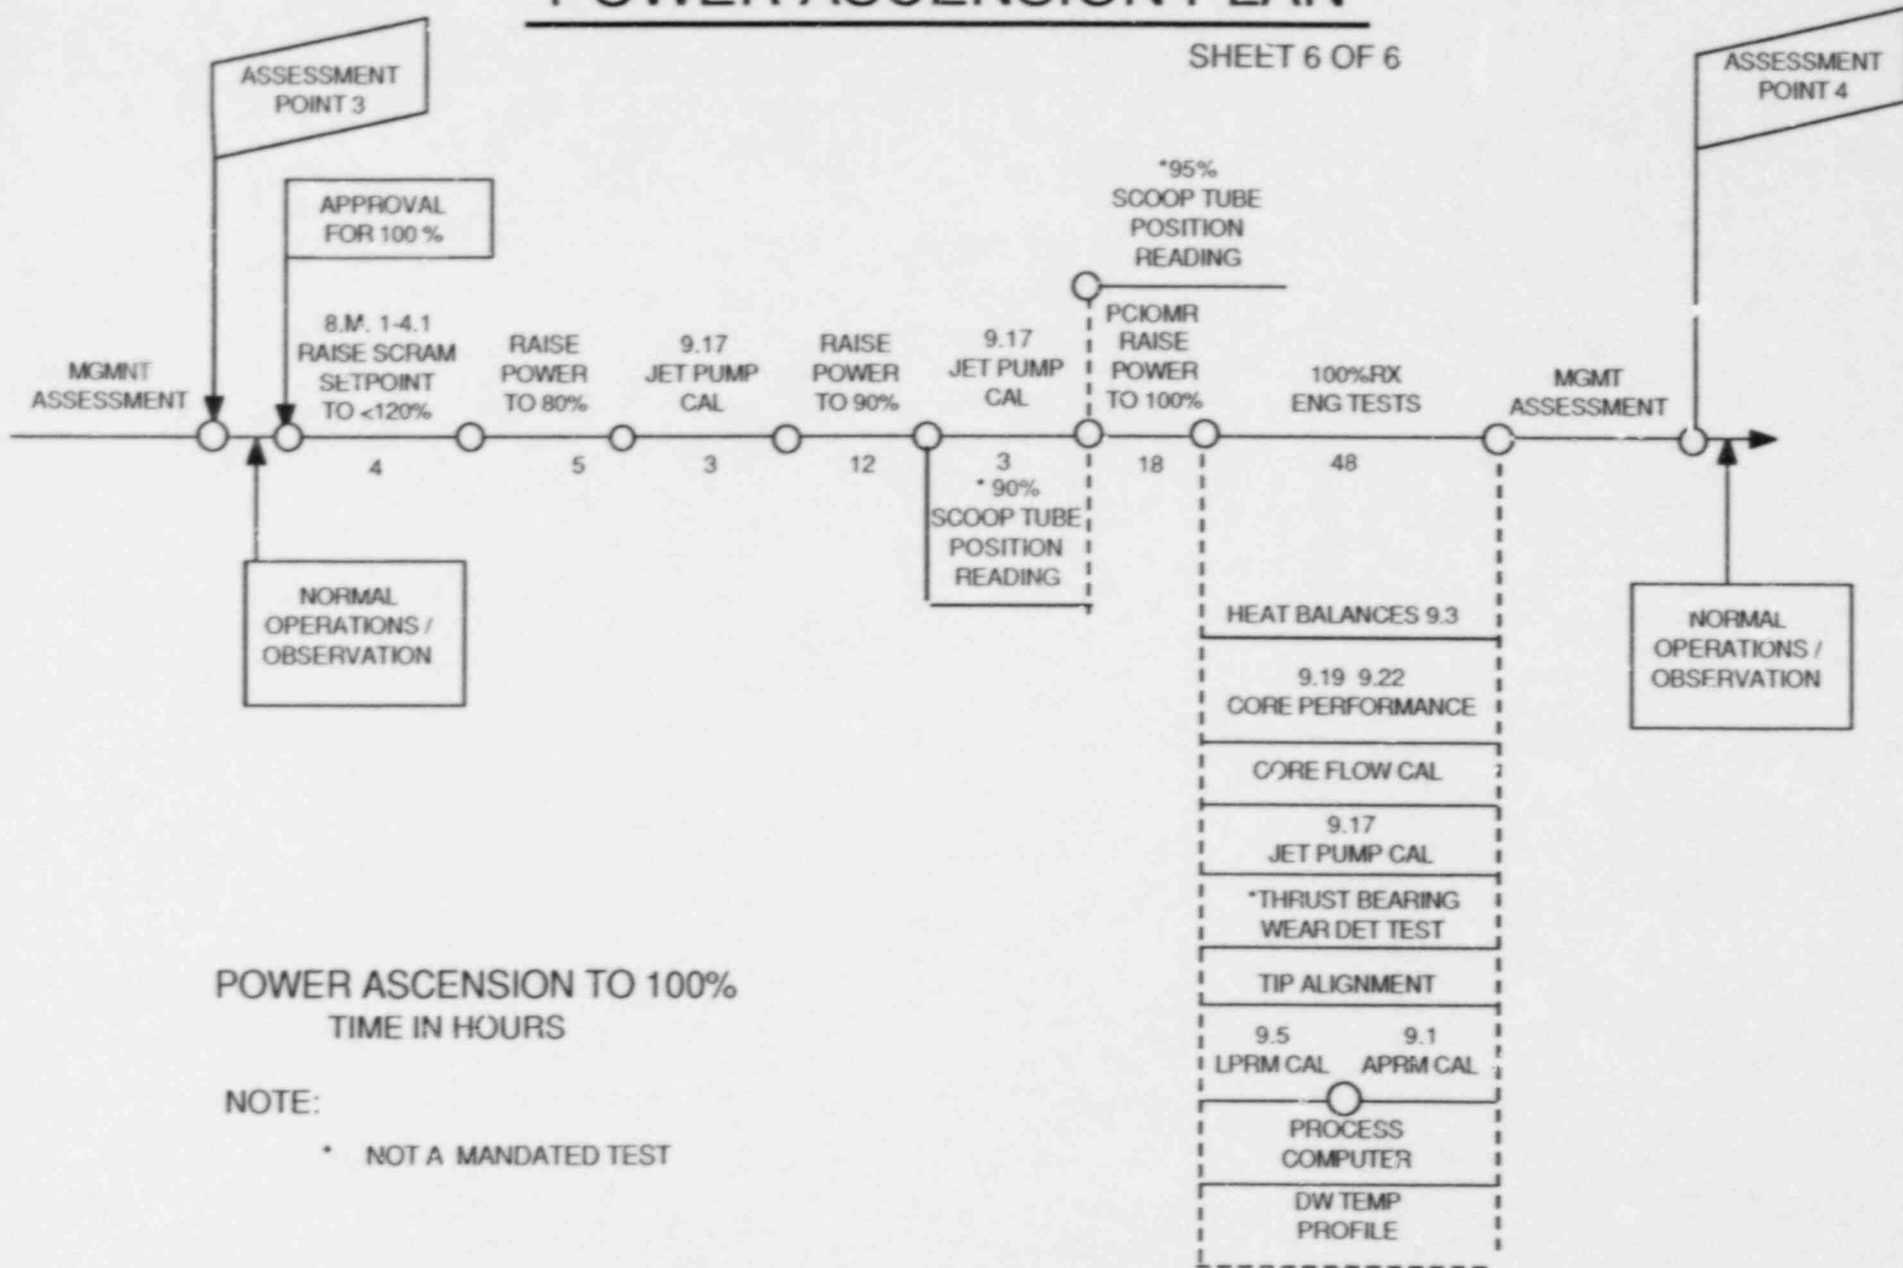 POWER ASCENSION PLAN
SHEET 6 OF 6
ASSESSMENT
POINT 3
ASSESSMENT
POINT 4
APPROVAL
FOR 100 %
*95%
SCOOP TUBE
POSITION
READING
MGMNT
ASSESSMENT
8.M. 1-4.1
RAISE SCRAM
SETPOINT
TO <120%
4
RAISE
POWER
TO 80%
5
9.17
JET PUMP
CAL
3
RAISE
POWER
TO 90%
12
9.17
JET PUMP
CAL
3
* 90%
SCOOP TUBE
POSITION
READING
PCIOMR
RAISE
POWER
TO 100%
18
100%RX
ENG TESTS
48
MGMT
ASSESSMENT
NORMAL
OPERATIONS /
OBSERVATION
NORMAL
OPERATIONS /
OBSERVATION
HEAT BALANCES 9.3
9.19 9.22
CORE PERFORMANCE
CORE FLOW CAL
9.17
JET PUMP CAL
*THRUST BEARING
WEAR DET TEST
TIP ALIGNMENT
9.5 9.1
LPRM CAL APRM CAL
PROCESS
COMPUTER
DW TEMP
PROFILE
POWER ASCENSION TO 100%
TIME IN HOURS
NOTE:
* NOT A MANDATED TEST